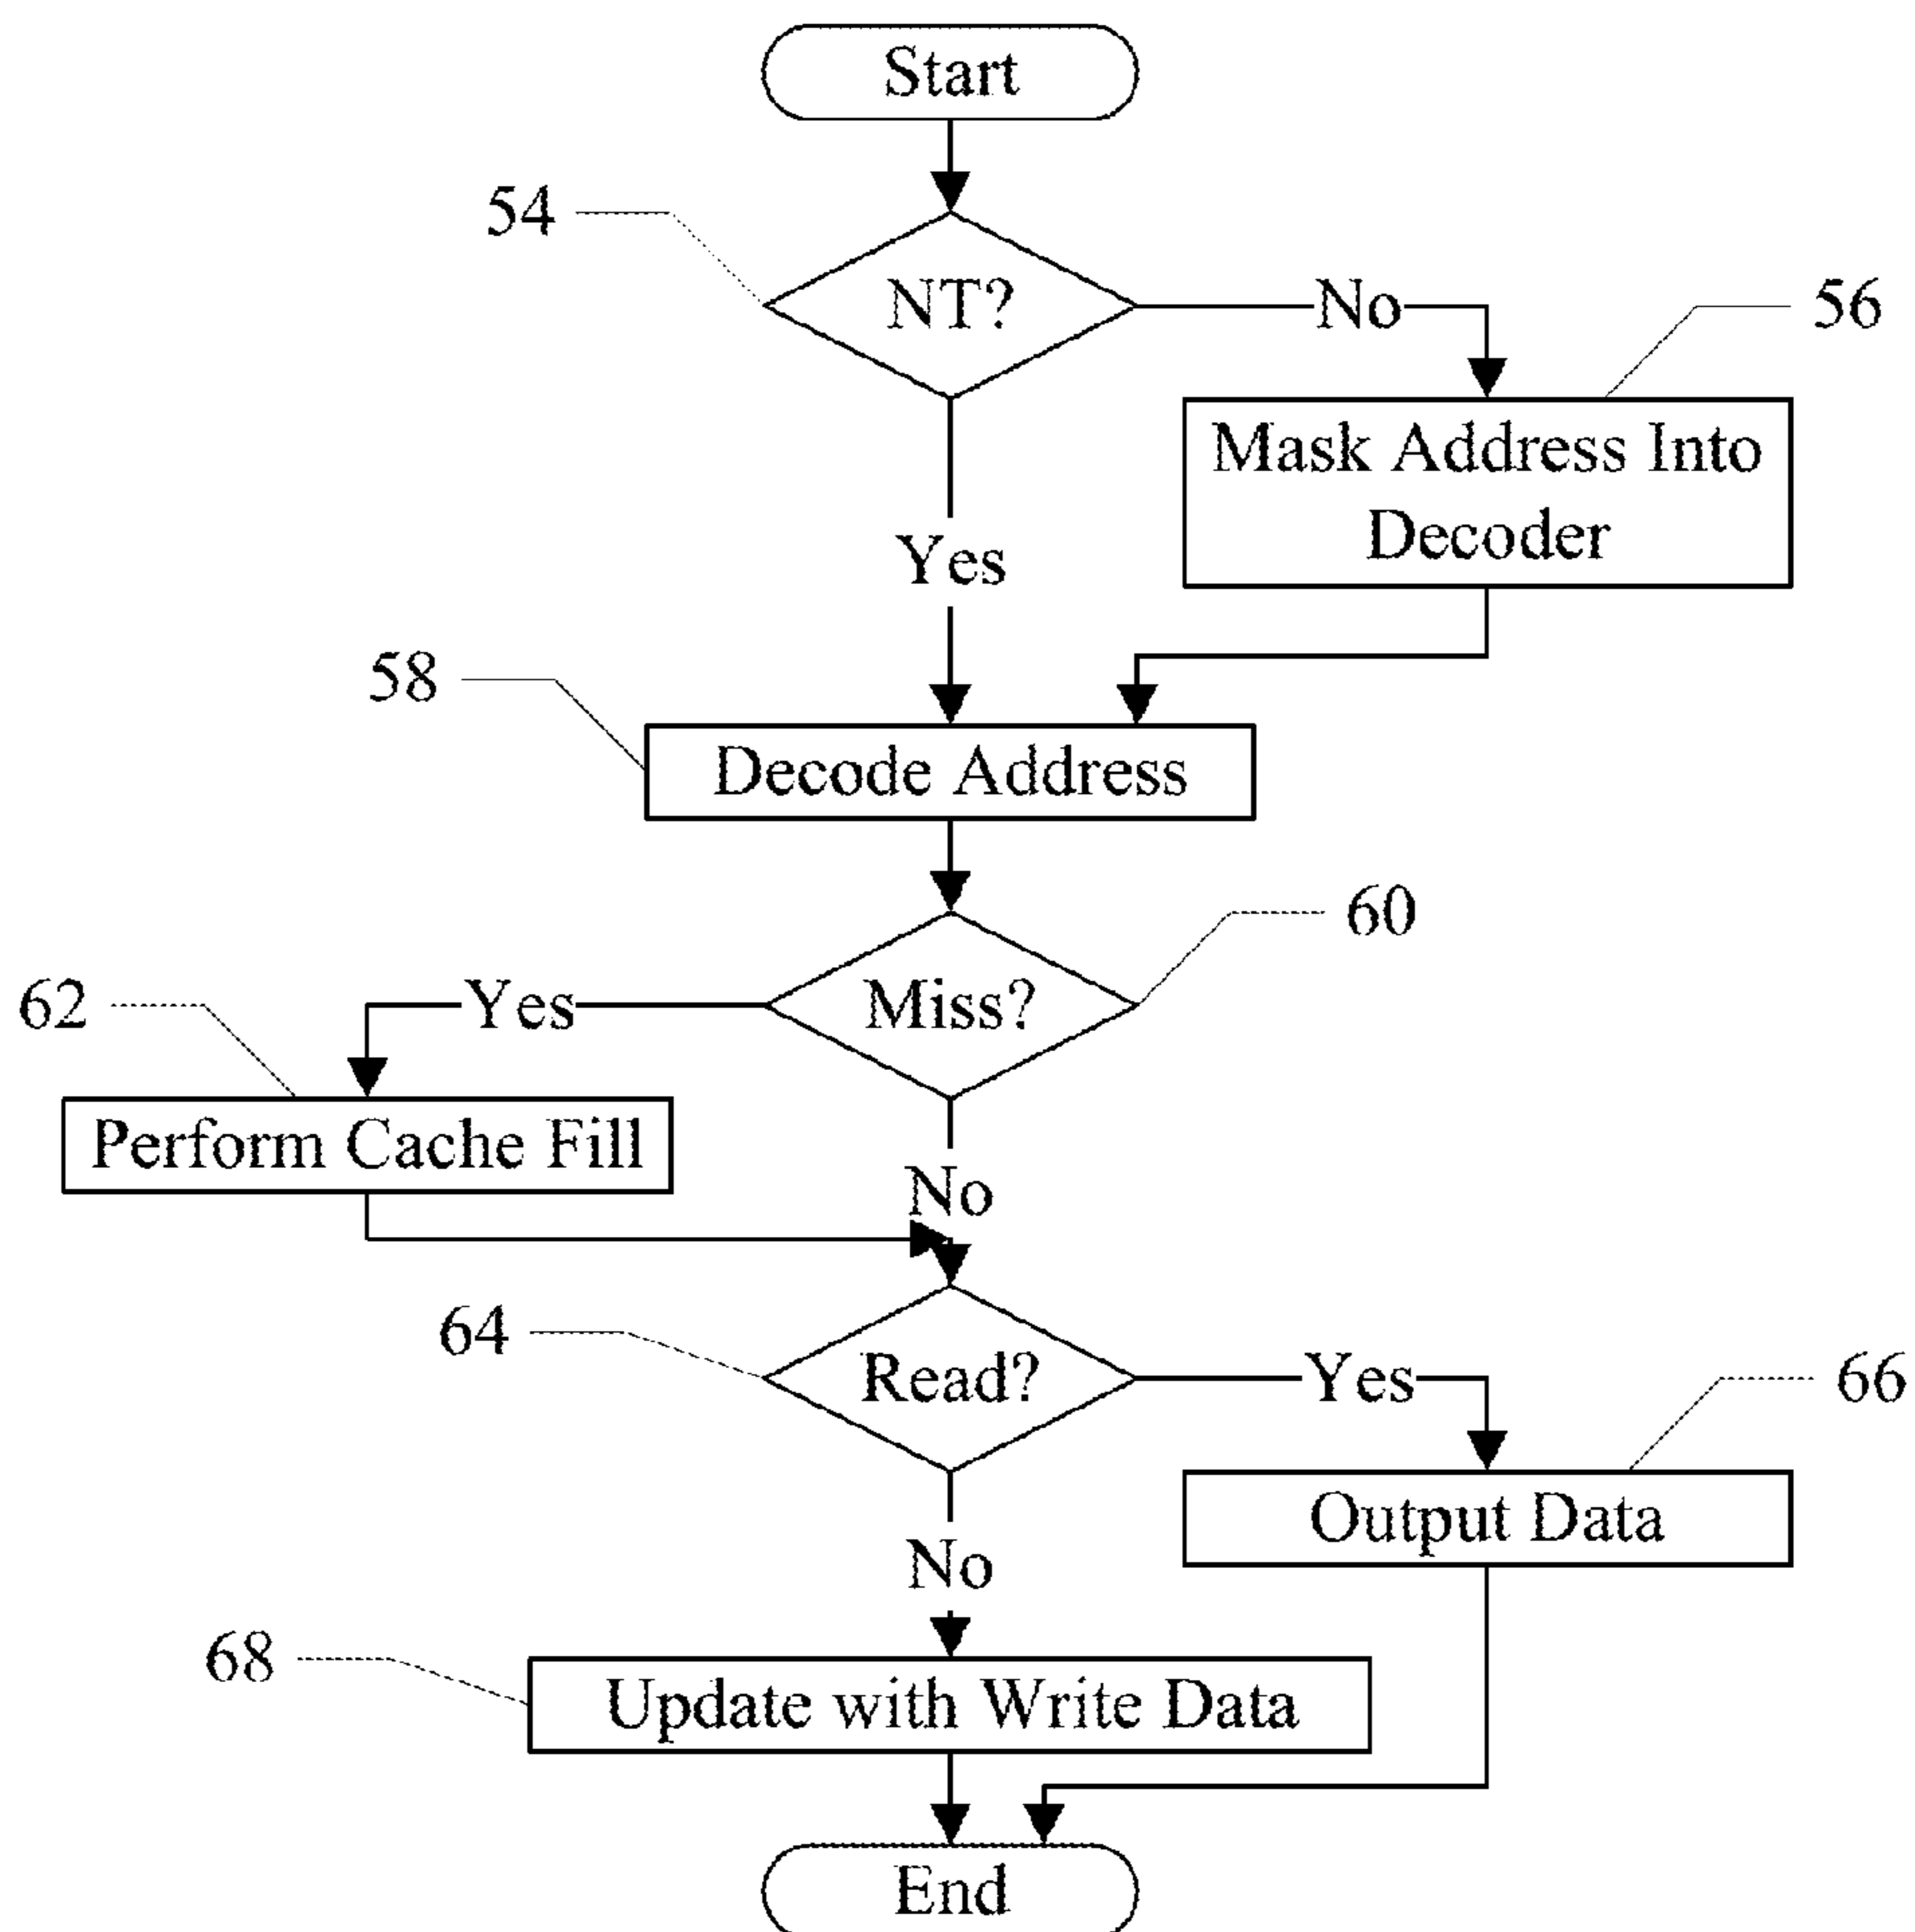 Start
54
NT?
No
56
Mask Address Into
Decoder
Yes
58
Decode Address
60
62
Yes
Miss?
Perform Cache Fill
No
64
Read?
Yes
66
Output Data
No
68
Update with Write Data
End